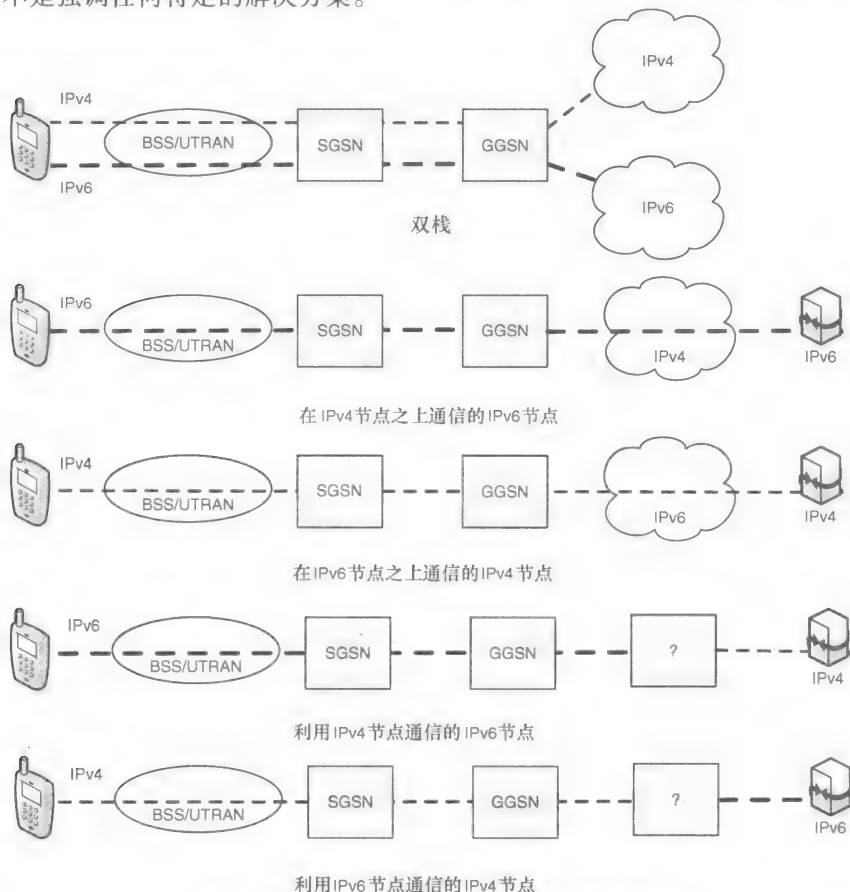 不是强调任何特定的解决方案。
IPv4
IPv4
BSS/UTRAN
SGSN
GGSN
IPv6
IPv6
双栈
IPv6
BSS/UTRAN
SGSN
GGSN
IPv4
IPv6
在IPv4节点之上通信的IPv6节点
IPv4
BSS/UTRAN
SGSN
GGSN
IPv6
IPv4
在IPv6节点之上通信的IPv4节点
IPv6
BSS/UTRAN
SGSN
GGSN
?
IPv4
利用IPv4节点通信的IPv6节点
IPv4
BSS/UTRAN
SGSN
GGSN
?
IPv6
利用IPv6节点通信的IPv4节点